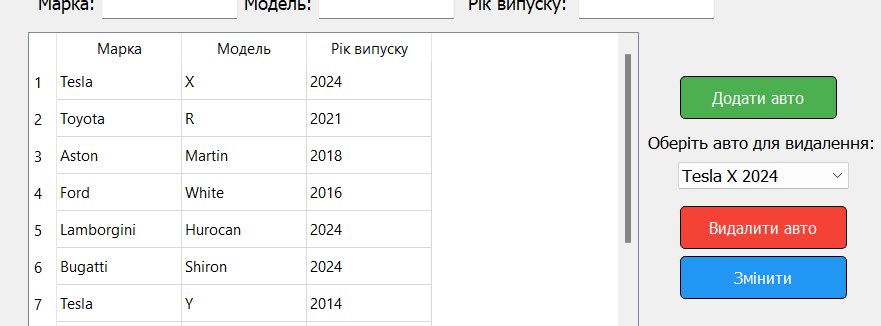 Марка: Модель: Рік випуску:
Марка Модель Рік випуску
1 Tesla X 2024
2 Toyota R 2021
3 Aston Martin 2018
4 Ford White 2016
5 Lamborgini Hurocan 2024
6 Bugatti Shiron 2024
7 Tesla Y 2014
Додати авто
Оберіть авто для видалення:
Tesla X 2024
Видалити авто
Змінити